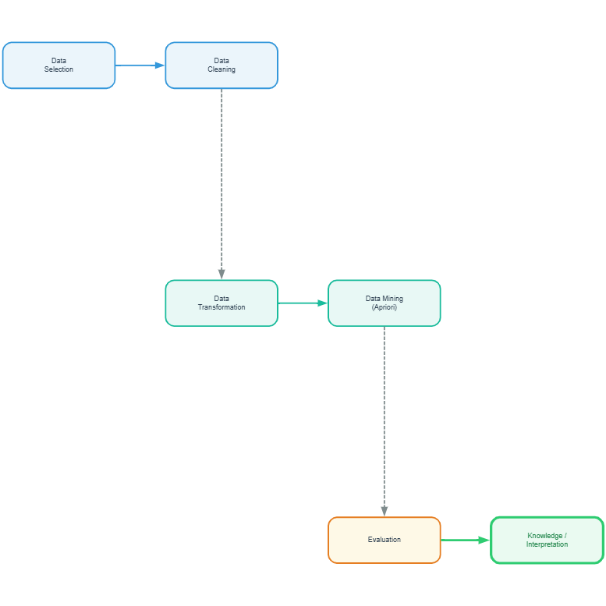 Data
Selection
Data
Cleaning
Data
Transformation
Data Mining
(Apriori)
Evaluation
Knowledge /
Interpretation